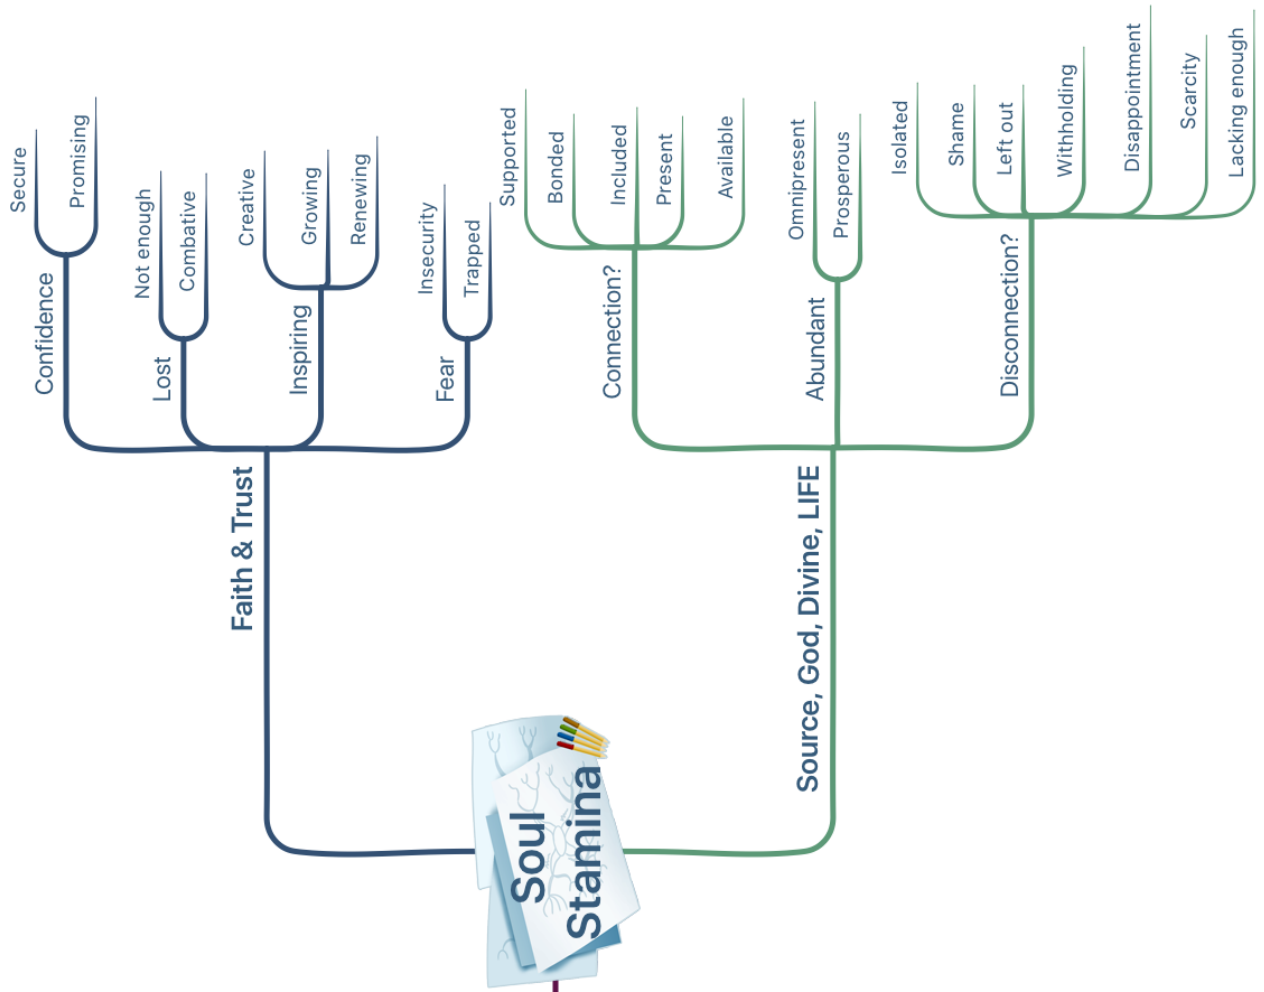 Soul
Stamina
Faith & Trust
Confidence
Secure
Promising
Lost
Not enough
Combative
Inspiring
Creative
Growing
Renewing
Fear
Insecurity
Trapped
Source, God, Divine, LIFE
Connection?
Supported
Bonded
Included
Present
Available
Abundant
Omnipresent
Prosperous
Disconnection?
Isolated
Shame
Left out
Withholding
Disappointment
Scarcity
Lacking enough